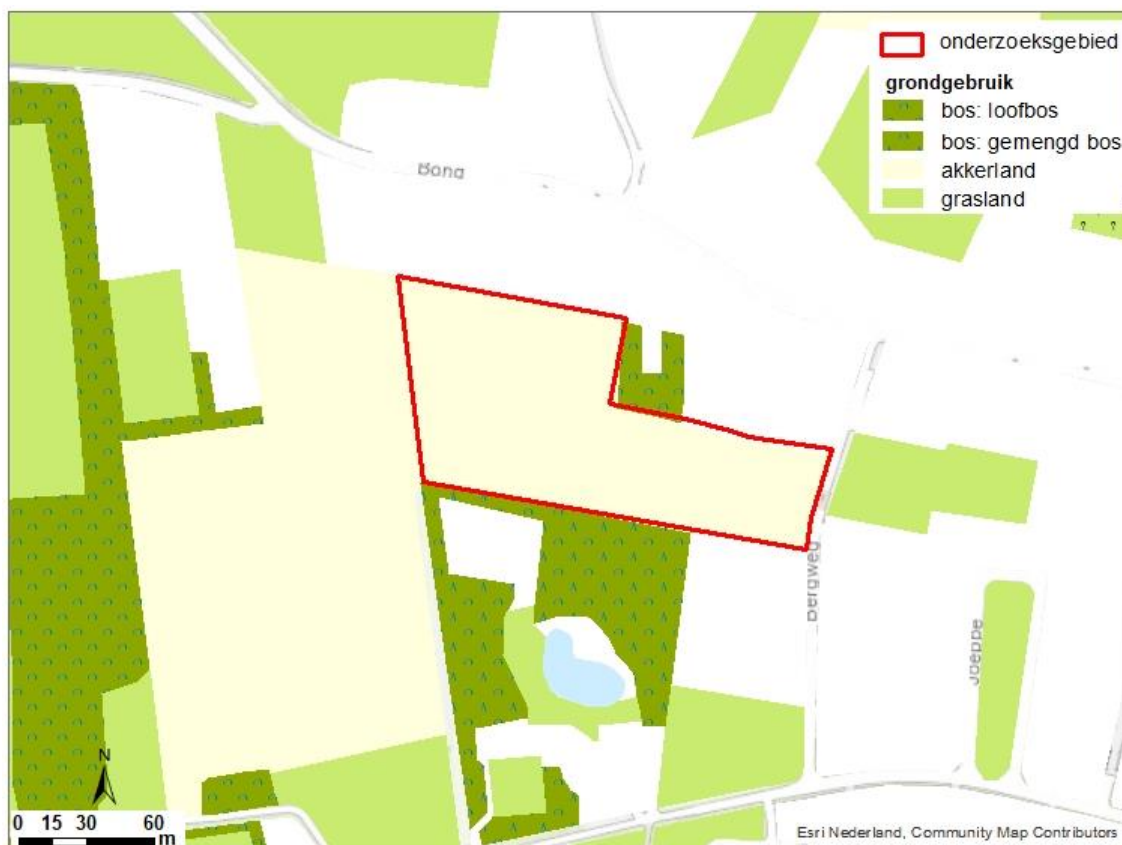 onderzoeksgebied
grondgebruik
bos: loofbos
bos: gemengd bos
akkerland
grasland
Bong
Bergweg
Joeppe
N
0 15 30 60
m
Esri Nederland, Community Map Contributors